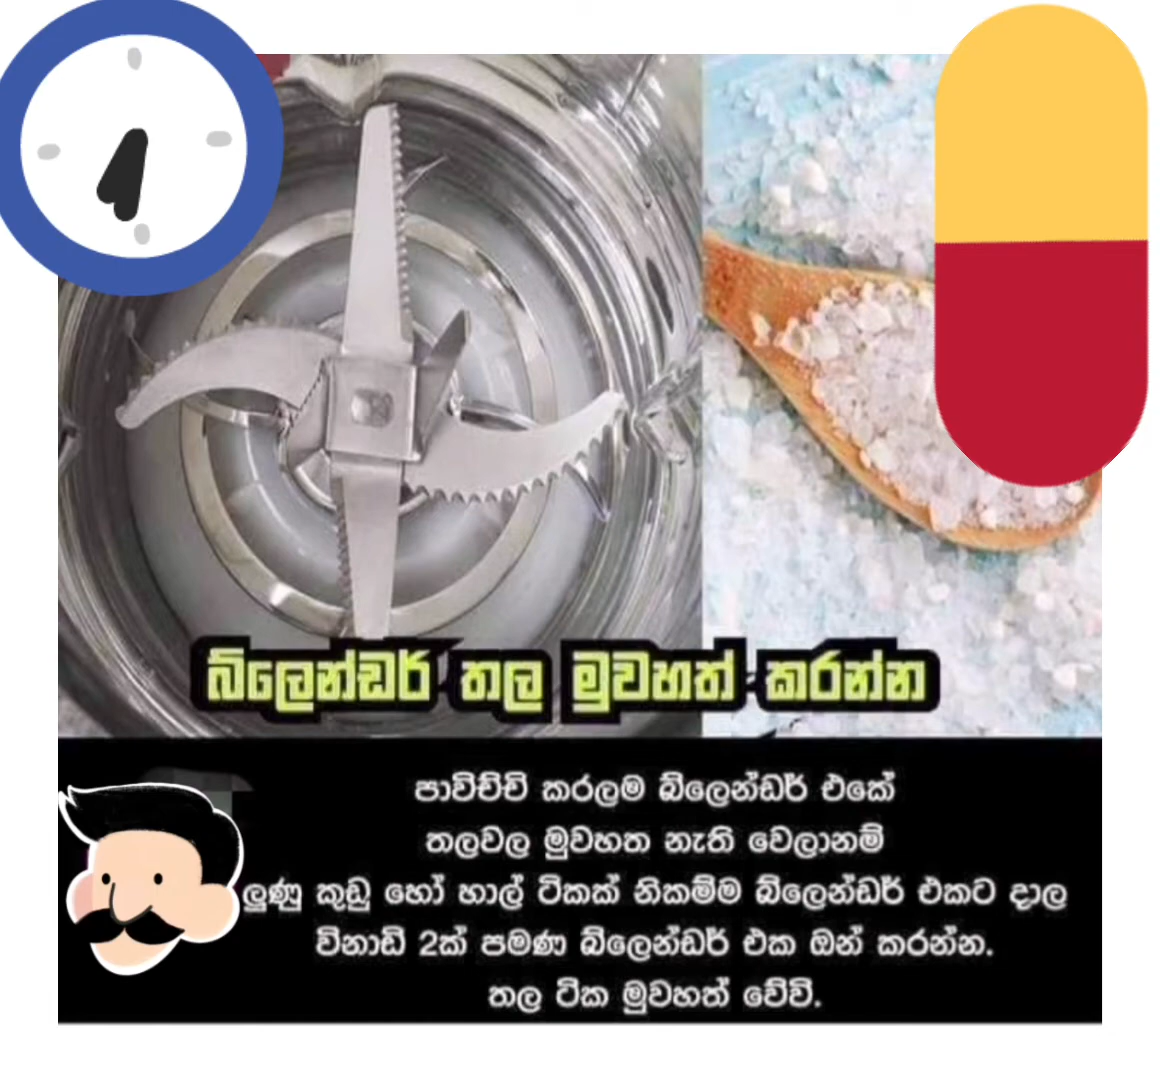 බ්ලෙන්ඩර් තල මුවහත් කරන්න
පාවිච්චි කරලම බ්ලෙන්ඩර් එකේ
තලවල මුවහත නැති වෙලානම්
ලුණු කුඩු හෝ හාල් ටිකක් නිකම්ම බ්ලෙන්ඩර් එකට දාල
විනාඩි 2ක් පමණ බ්ලෙන්ඩර් එක ඔන් කරන්න.
තල ටික මුවහත් වේවි.